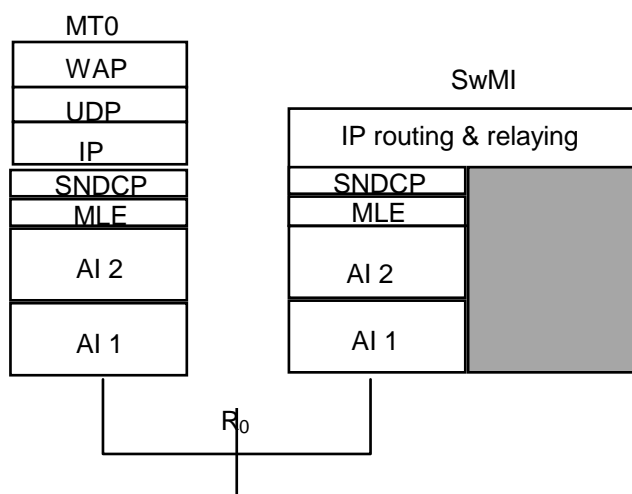 MT0
WAP
UDP
IP
SNDCP
MLE
AI 2
AI 1
SwMI
IP routing & relaying
SNDCP
MLE
AI 2
AI 1
R₀